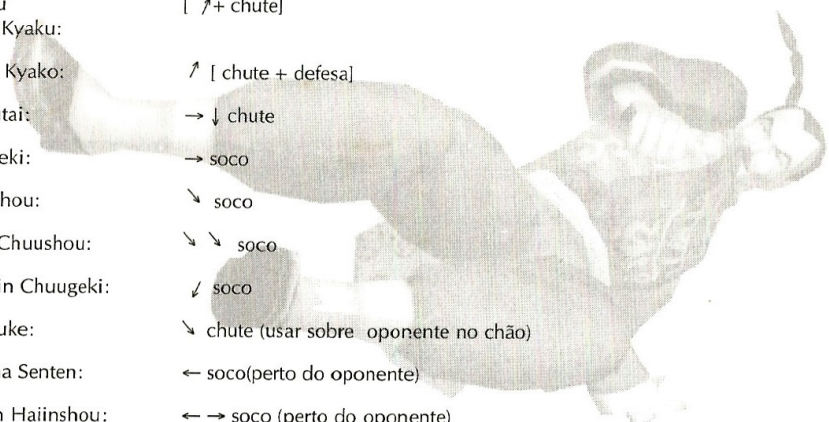 [ ↗ + chute]
Kyaku:
Kyako: ↗ [ chute + defesa]
tai: → ↓ chute
eki: → soco
hou: ↘ soco
Chuushou: ↘ ↘ soco
in Chuugeki: ↙ soco
uke: ↘ chute (usar sobre oponente no chão)
a Senten: ← soco(perto do oponente)
n Haiinshou: ← → soco (perto do oponente)